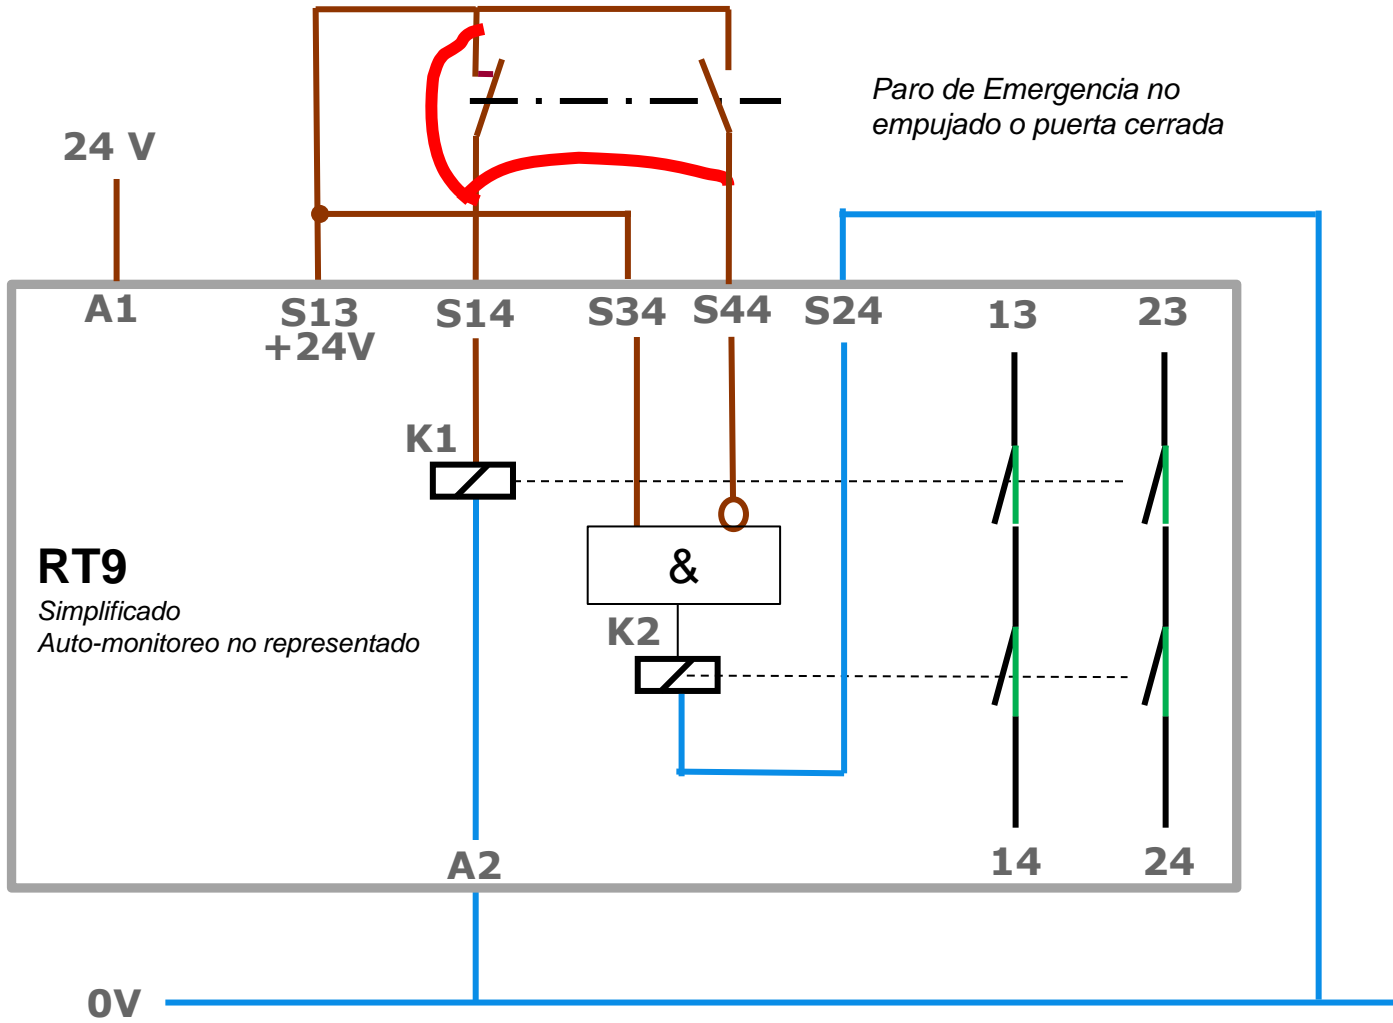 Paro de Emergencia no
empujado o puerta cerrada
24 V
A1
S13
+24V
S14
S34
S44
S24
13
23
K1
RT9
Simplificado
Auto-monitoreo no representado
&
K2
A2
14
24
0V